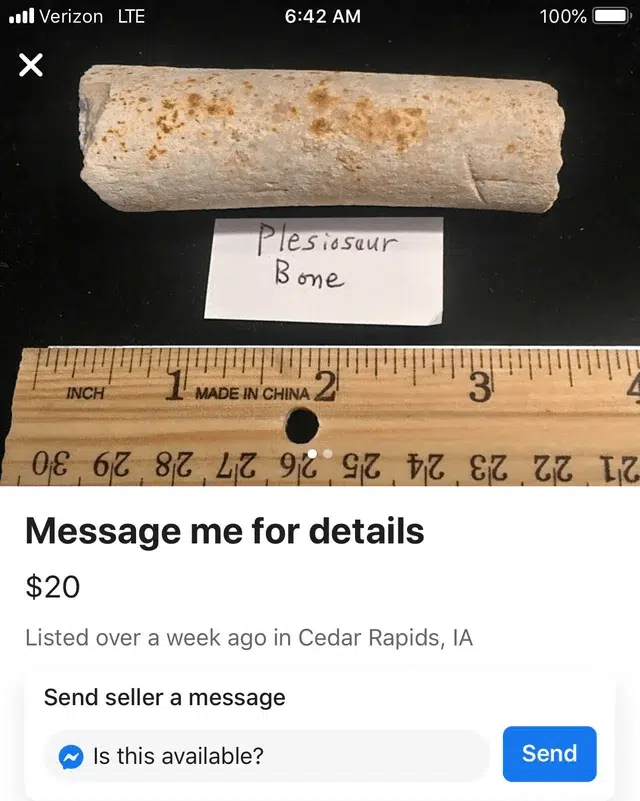 Verizon LTE 6:42 AM 100%
Plesiosaur
Bone
1 2 3 4
INCH MADE IN CHINA
30 29 28 27 26 25 24 23 22 21
Message me for details
$20
Listed over a week ago in Cedar Rapids, IA
Send seller a message
Is this available?
Send